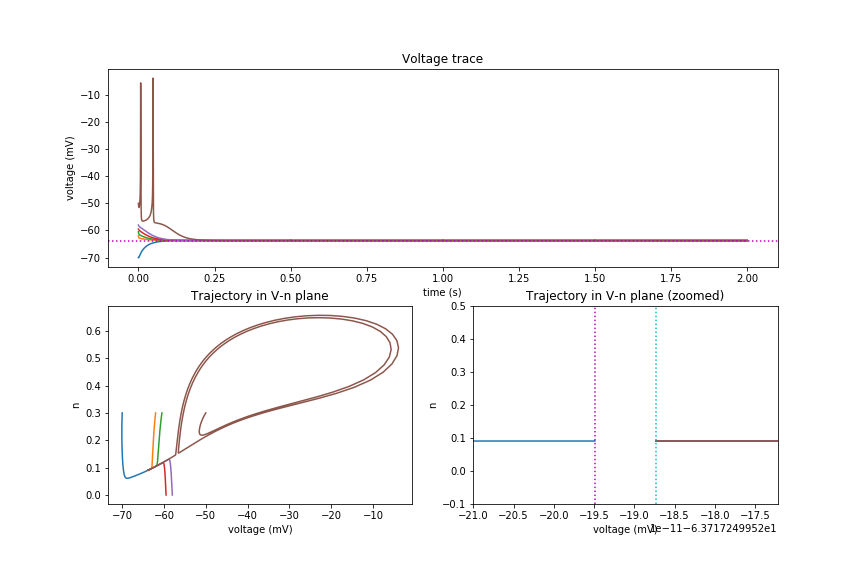 Voltage trace
voltage (mV)
−10
−20
−30
−40
−50
−60
−70
0.00 0.25 0.50 0.75 1.00 1.25 1.50 1.75 2.00
time (s)
Trajectory in V-n plane
n
0.6
0.5
0.4
0.3
0.2
0.1
0.0
−70 −60 −50 −40 −30 −20 −10
voltage (mV)
Trajectory in V-n plane (zoomed)
n
0.5
0.4
0.3
0.2
0.1
0.0
−0.1
−21.0 −20.5 −20.0 −19.5 −19.0 −18.5 −18.0 −17.5
voltage (mV)
1e−11−6.3717249952e1